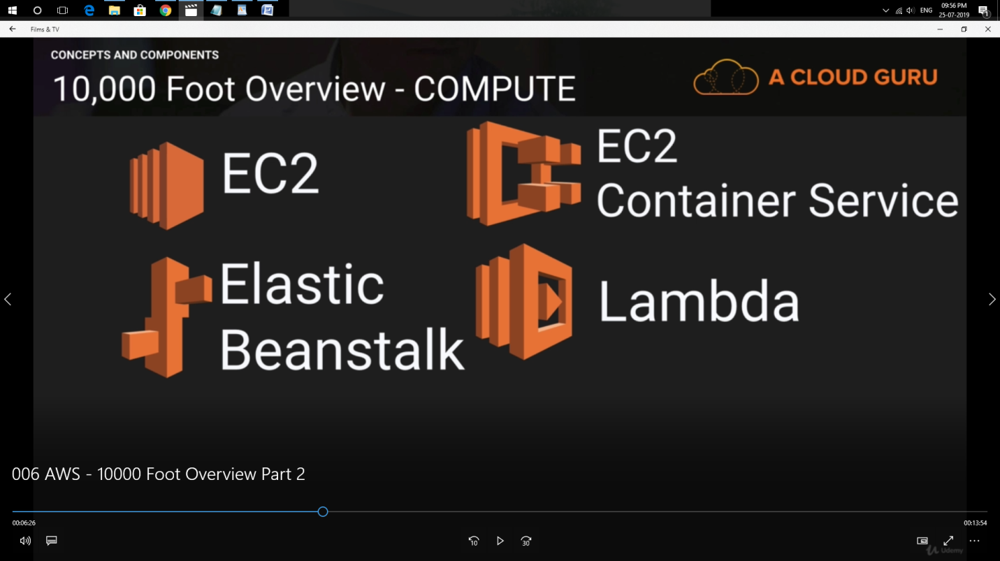 09:56 PM
ENG
25-07-2019
1
Films & TV
CONCEPTS AND COMPONENTS
10,000 Foot Overview - COMPUTE
A CLOUD GURU
EC2
EC2
Container Service
Elastic
Beanstalk
Lambda
006 AWS - 10000 Foot Overview Part 2
00:06:26
00:13:54
10
30
Udemy